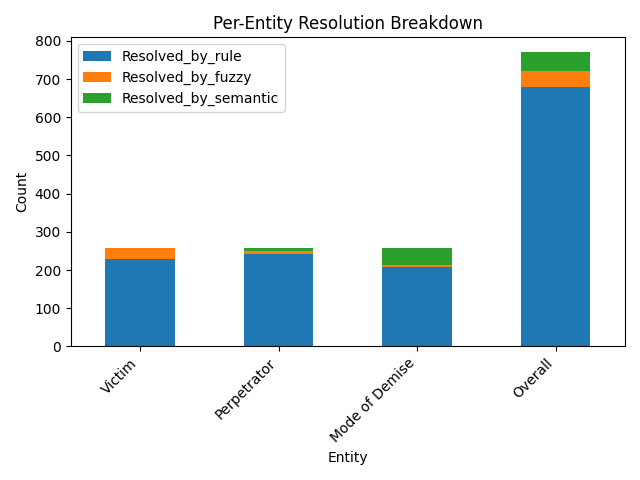 Per-Entity Resolution Breakdown
Resolved_by_rule
Resolved_by_fuzzy
Resolved_by_semantic
800
700
600
500
400
300
200
100
0
Count
Victim
Perpetrator
Mode of Demise
Overall
Entity